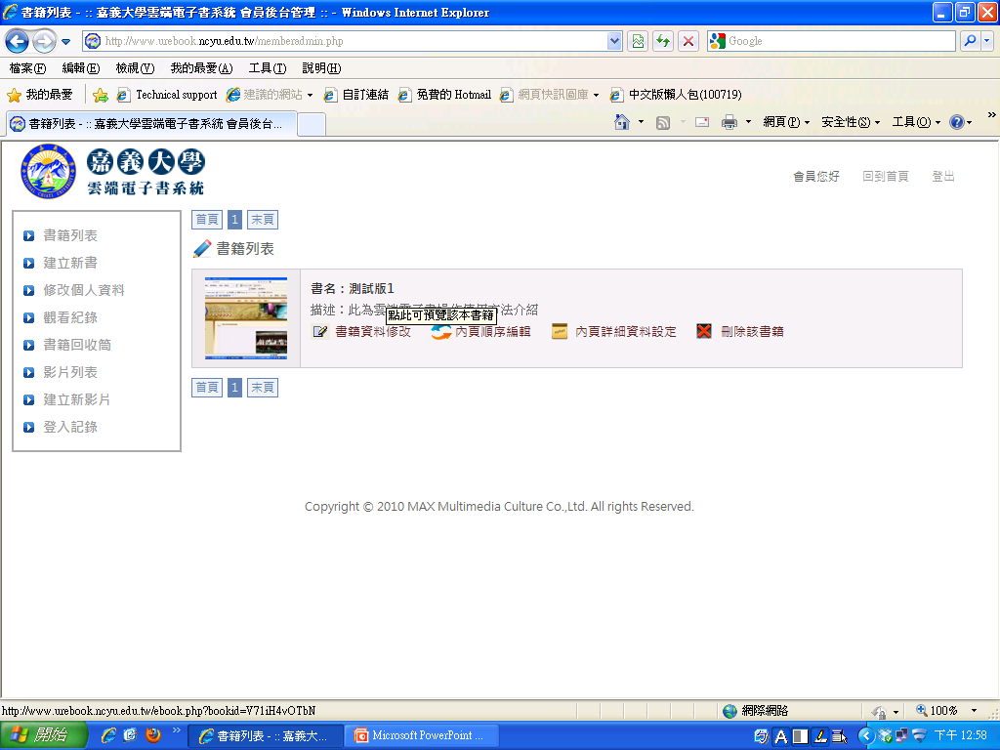 書籍列表 - :: 嘉義大學雲端電子書系統 會員後台管理 :: - Windows Internet Explorer
http://www.urebook.ncyu.edu.tw/memberadmin.php
Google
檔案(F) 編輯(E) 檢視(V) 我的最愛(A) 工具(T) 說明(H)
我的最愛 Technical support 建議的網站 自訂連結 免費的 Hotmail 網頁快訊圖庫 中文版懶人包(100719)
書籍列表 - :: 嘉義大學雲端電子書系統 會員後台...
網頁(P) 安全性(S) 工具(O) »
嘉義大學
雲端電子書系統
會員您好 回到首頁 登出
書籍列表
建立新書
修改個人資料
觀看紀錄
書籍回收筒
影片列表
建立新影片
登入記錄
首頁 1 末頁
書籍列表
書名：測試版1
描述：此為雲端電子書操作使用方法介紹
點此可預覽該本書籍
書籍資料修改 內頁順序編輯 內頁詳細資料設定 刪除該書籍
首頁 1 末頁
Copyright © 2010 MAX Multimedia Culture Co.,Ltd. All rights Reserved.
http://www.urebook.ncyu.edu.tw/ebook.php?bookid=V71iH4vOTbN
網際網路 100%
開始 » 書籍列表 - :: 嘉義大... Microsoft PowerPoint ... 下午 12:58